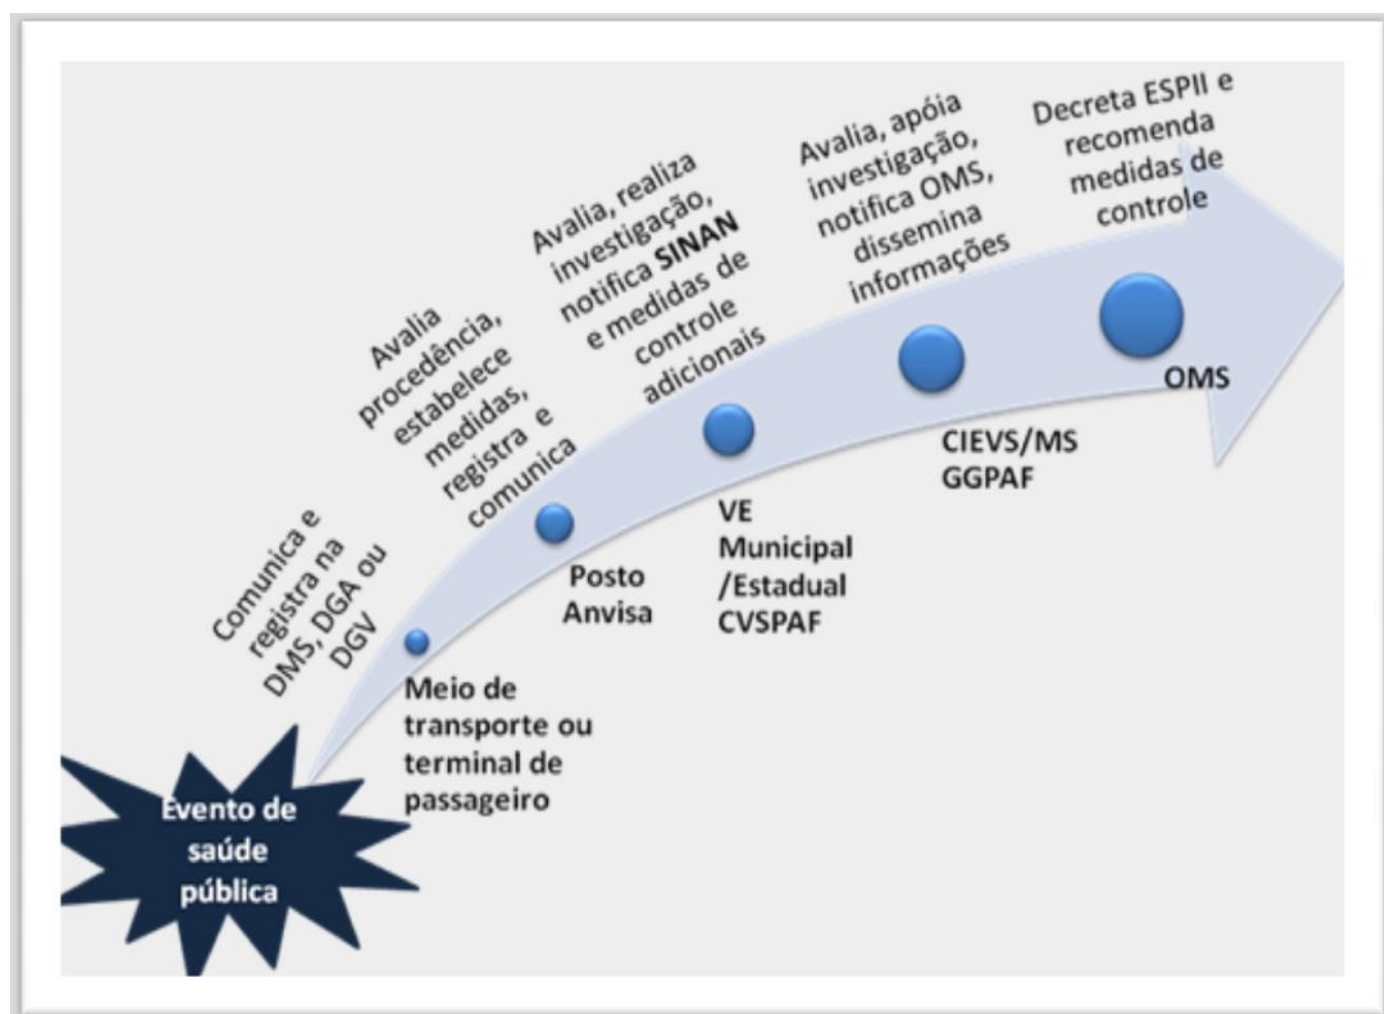 Evento de
saúde
pública
Comunica e
registra na
DMS, DGA ou
DGV
Meio de
transporte ou
terminal de
passageiro
Avalia
procedência,
estabelece
medidas,
registra e
comunica
Posto
Anvisa
Avalia, realiza
investigação,
notifica SINAN
e medidas de
controle
adicionais
VE
Municipal
/Estadual
CVSPAF
Avalia, apóia
investigação,
notifica OMS,
dissemina
informações
CIEVS/MS
GGPAF
Decreta ESPII e
recomenda
medidas de
controle
OMS